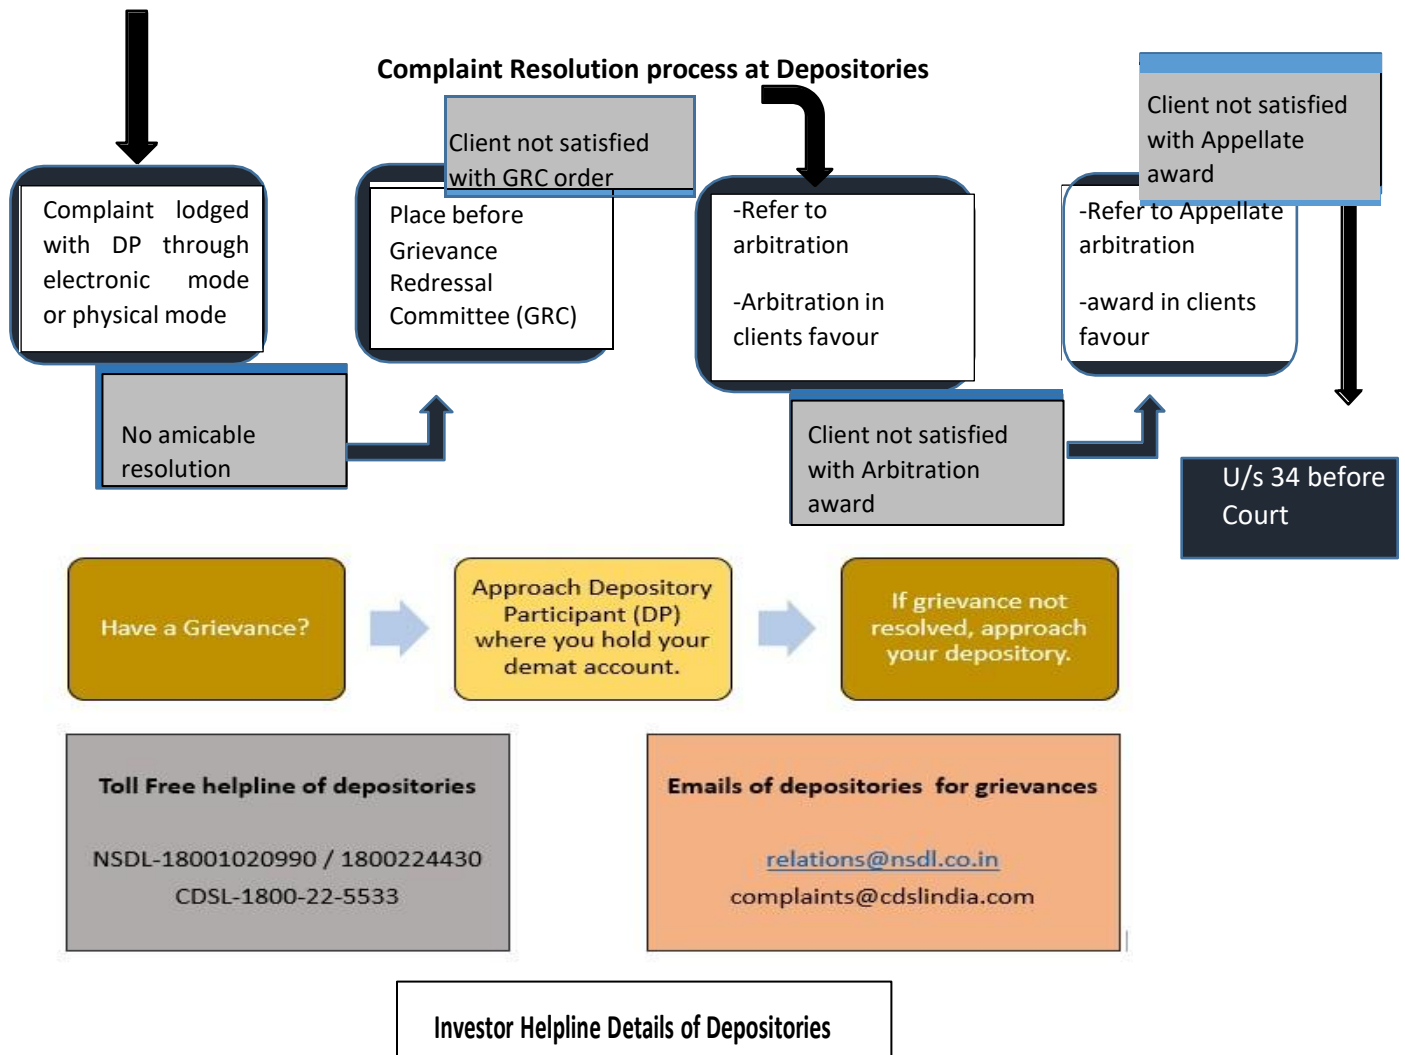 Complaint Resolution process at Depositories
Complaint lodged
with DP through
electronic mode
or physical mode
No amicable
resolution
Place before
Grievance
Redressal
Committee (GRC)
Client not satisfied
with GRC order
-Refer to
arbitration
-Arbitration in
clients favour
Client not satisfied
with Arbitration
award
-Refer to Appellate
arbitration
-award in clients
favour
Client not satisfied
with Appellate
award
U/s 34 before
Court
Have a Grievance?
Approach Depository
Participant (DP)
where you hold your
demat account.
If grievance not
resolved, approach
your depository.
Toll Free helpline of depositories
NSDL-18001020990 / 1800224430
CDSL-1800-22-5533
Emails of depositories for grievances
relations@nsdl.co.in
complaints@cdslindia.com
Investor Helpline Details of Depositories